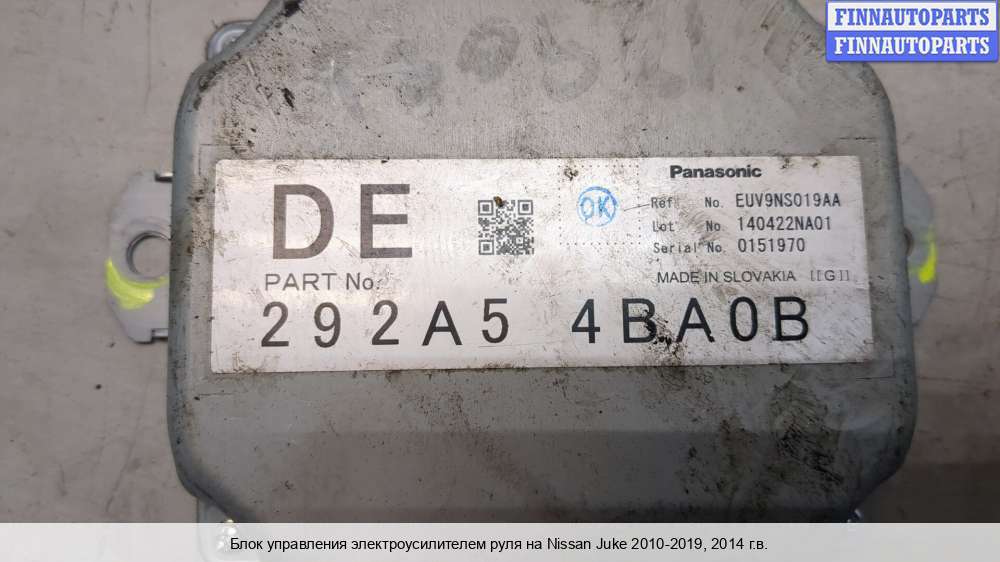 FINNAUTOPARTS
FINNAUTOPARTS
DE
OK
Panasonic
Ref No. EUV9NS019AA
Lot No. 140422NA01
Serial No. 0151970
MADE IN SLOVAKIA [[G]]
PART No.
292A5 4BA0B
Блок управления электроусилителем руля на Nissan Juke 2010-2019, 2014 г.в.